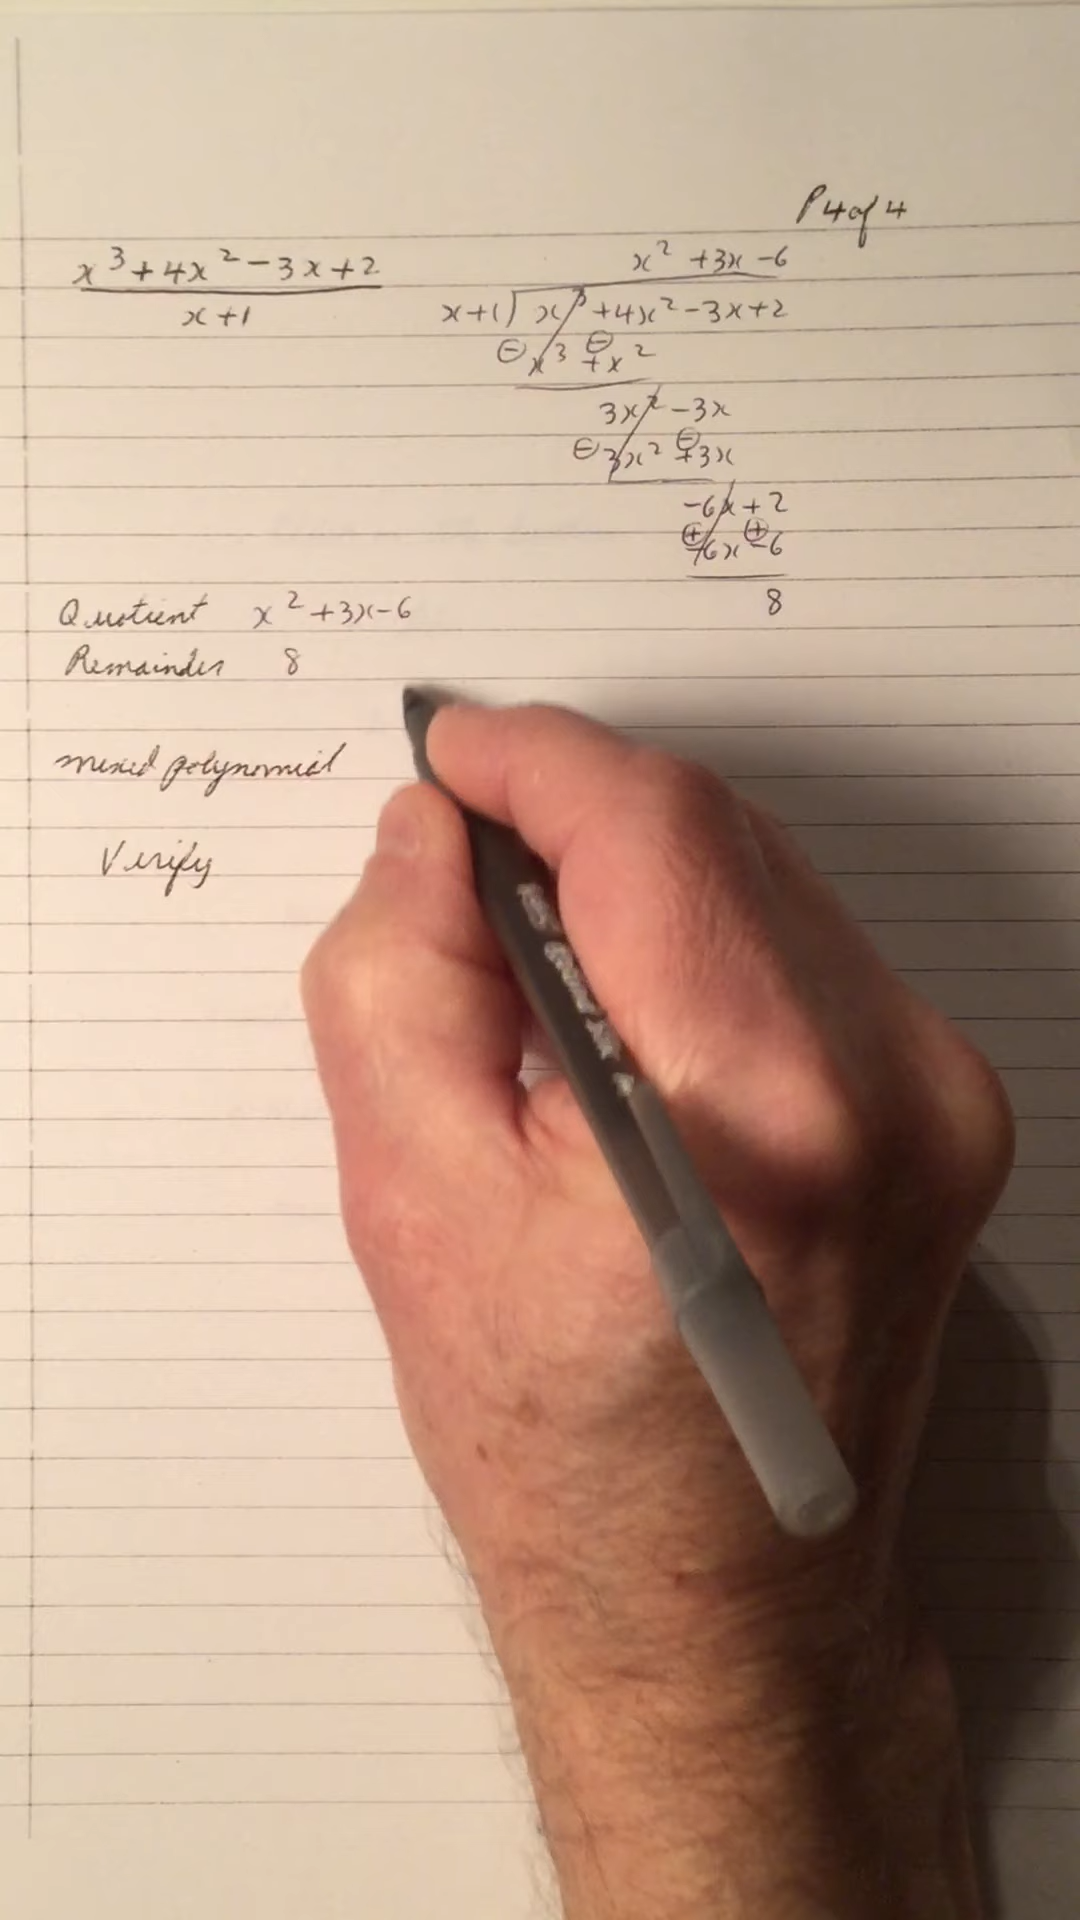 P 4 of 4
x³+4x²-3x+2
x+1
x² +3x -6
x+1) x³ +4x² -3x+2
⊖ x³ ⊖ +x²
3x² -3x
⊖ 3x² ⊖ +3x
-6x+2
⊕ -6x ⊕ -6
8
Quotient x²+3x-6
Remainder 8
mixed polynomial
Verify